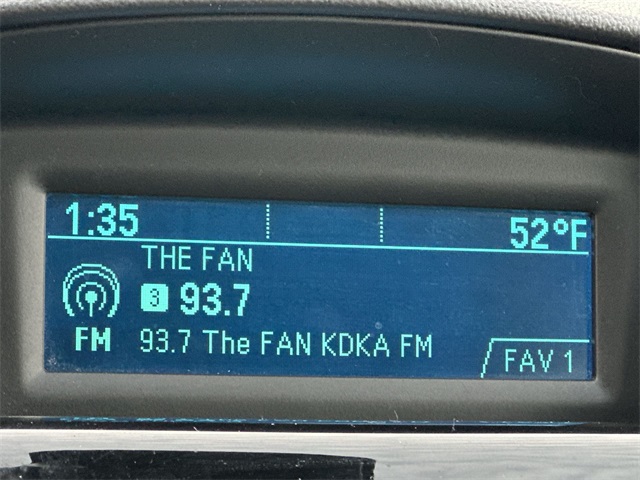 1:35 52°F
THE FAN
3 93.7
FM 93.7 The FAN KDKA FM
FAV 1